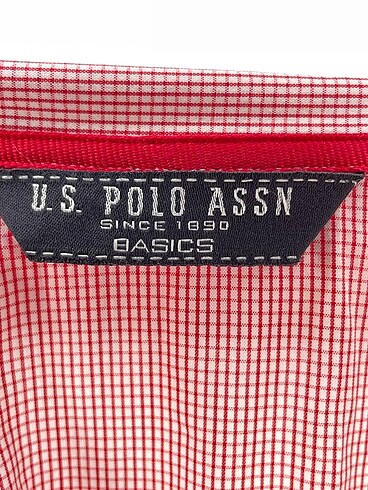 U.S. POLO ASSN
SINCE 1890
BASICS